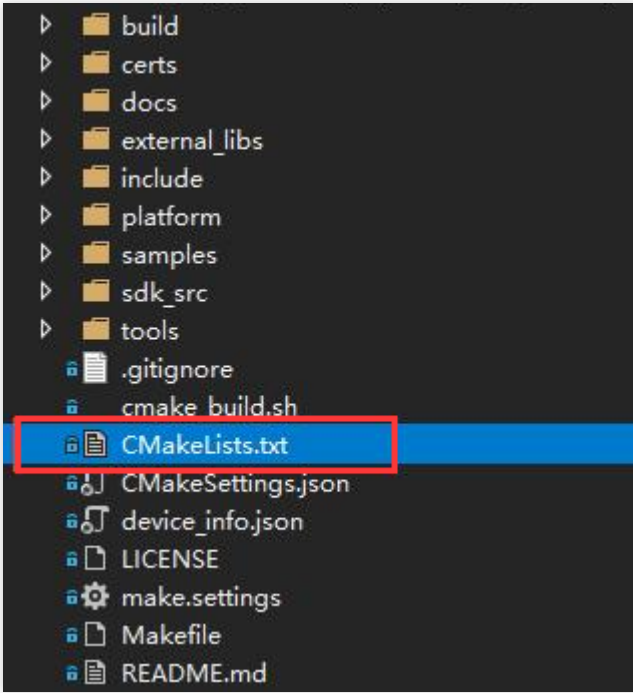 build
certs
docs
external_libs
include
platform
samples
sdk_src
tools
.gitignore
cmake_build.sh
CMakeLists.txt
CMakeSettings.json
device_info.json
LICENSE
make.settings
Makefile
README.md